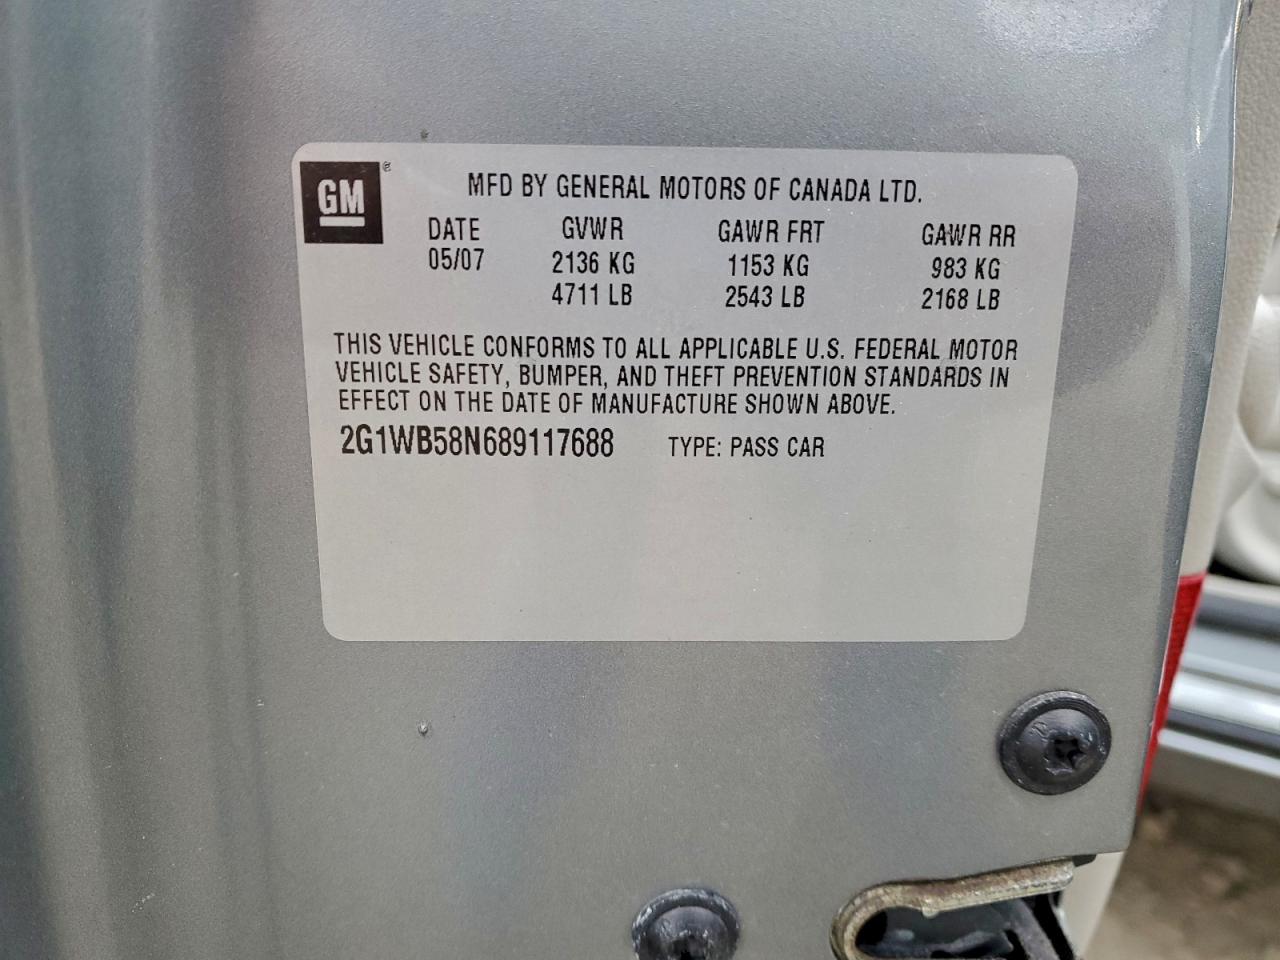 GM ®
MFD BY GENERAL MOTORS OF CANADA LTD.
DATE GVWR GAWR FRT GAWR RR
05/07 2136 KG 1153 KG 983 KG
4711 LB 2543 LB 2168 LB
THIS VEHICLE CONFORMS TO ALL APPLICABLE U.S. FEDERAL MOTOR
VEHICLE SAFETY, BUMPER, AND THEFT PREVENTION STANDARDS IN
EFFECT ON THE DATE OF MANUFACTURE SHOWN ABOVE.
2G1WB58N689117688 TYPE: PASS CAR